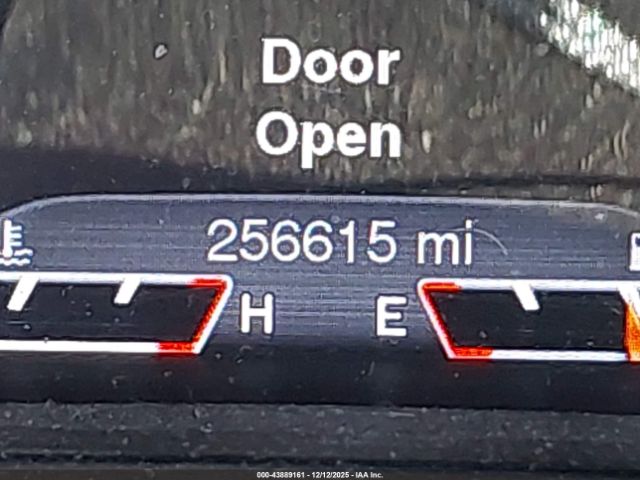 Door
Open
256615 mi
H E
000-43889161 - 12/12/2025 - IAA Inc.